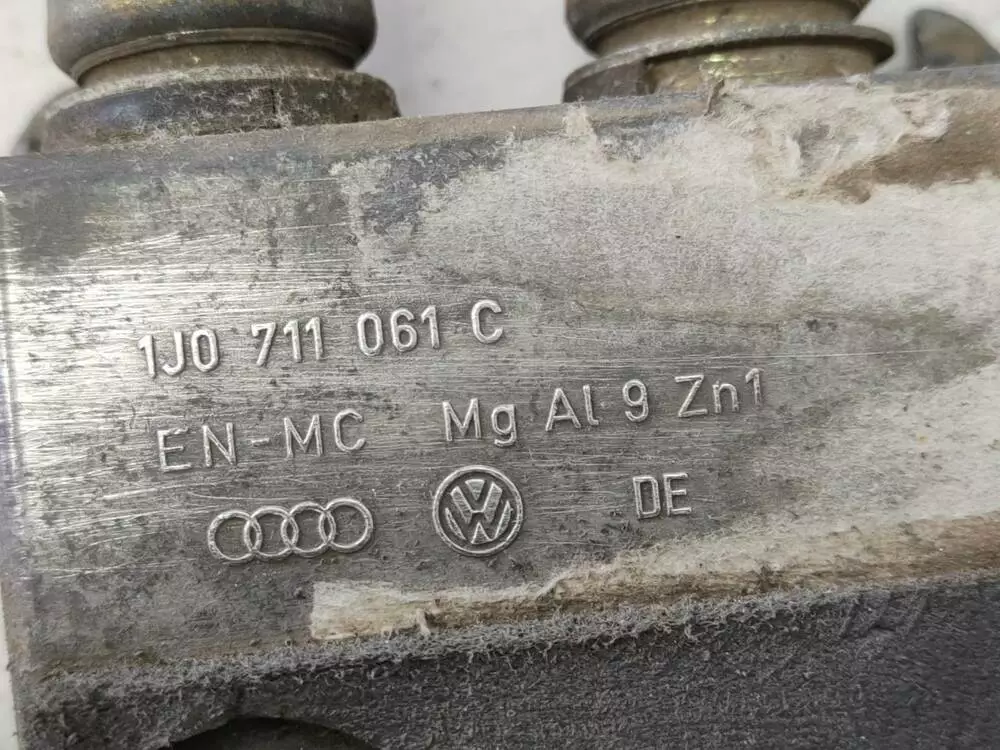 1J0 711 061 C
EN-MC Mg Al 9 Zn1
DE